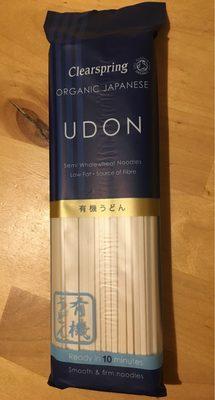 Clearspring
ORGANIC JAPANESE
UDON
Semi Wholewheat Noodles
Low Fat • Source of Fibre
有機うどん
有機うどん
Ready in 10 minutes
Smooth & firm noodles